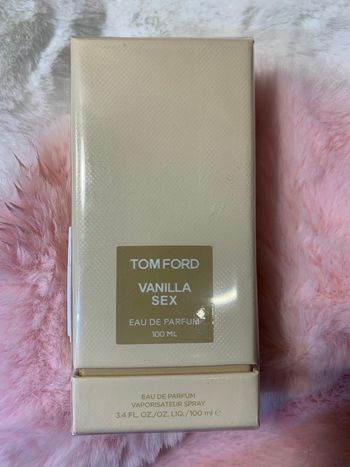 TOM FORD
VANILLA
SEX
EAU DE PARFUM
100 ML
EAU DE PARFUM
VAPORISATEUR SPRAY
3.4 FL. OZ./OZ. LIQ./100 ml ℮